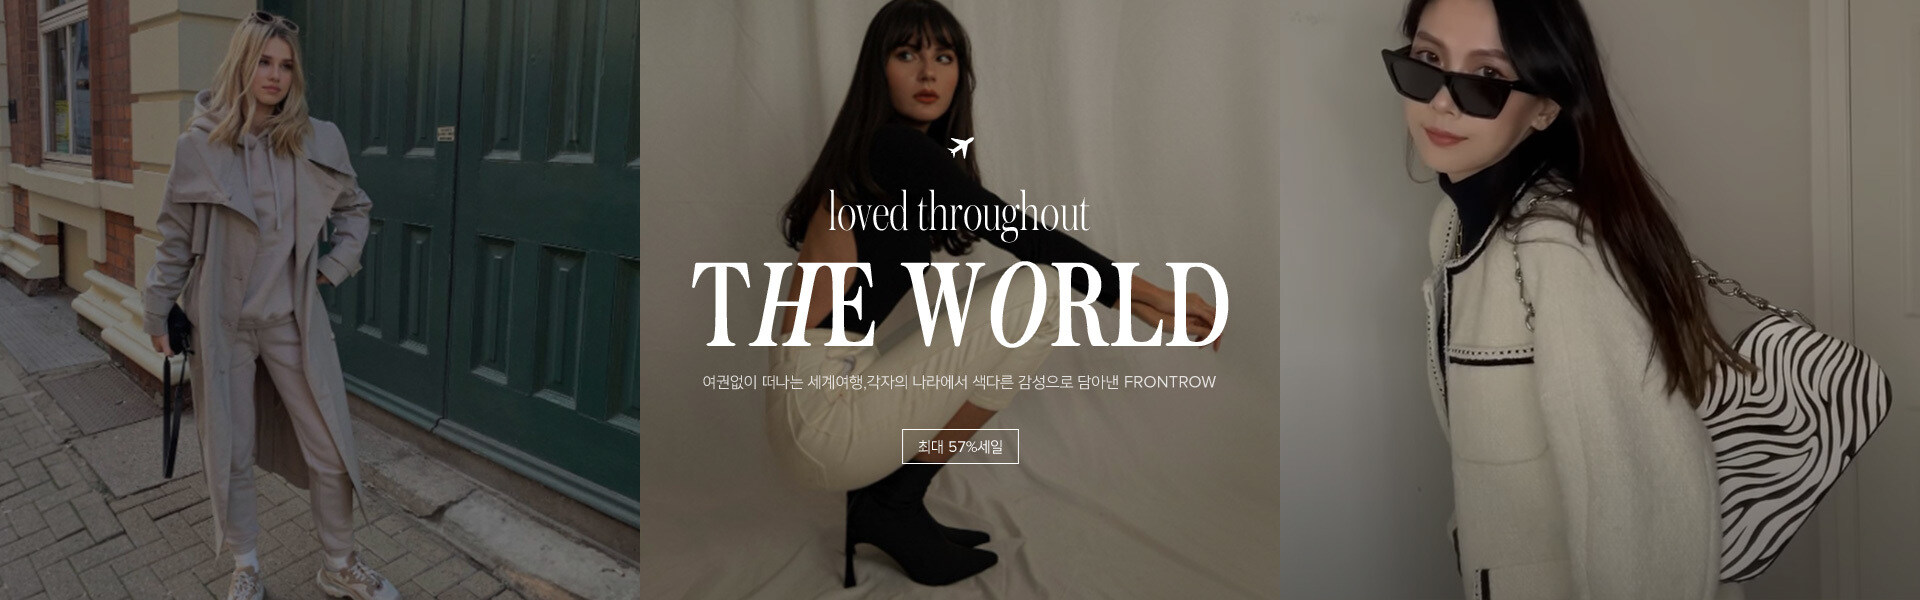 loved throughout
THE WORLD
여권없이 떠나는 세계여행,각자의 나라에서 색다른 감성으로 담아낸 FRONTROW
최대 57%세일